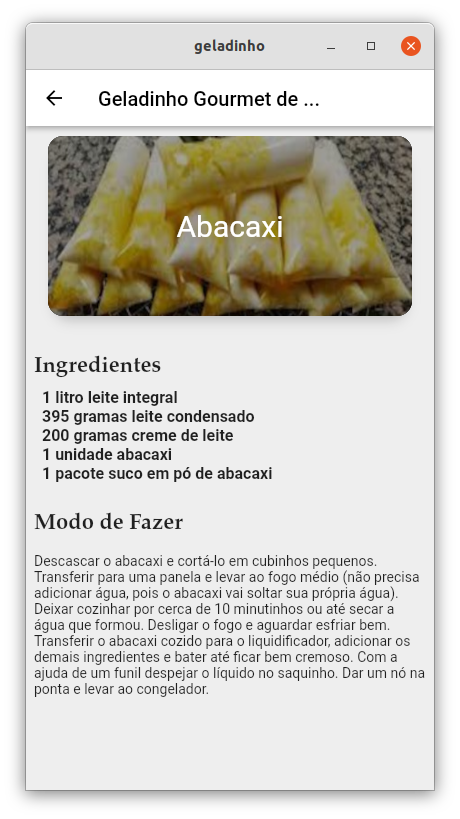 geladinho
Geladinho Gourmet de ...
Abacaxi
Ingredientes
1 litro leite integral
395 gramas leite condensado
200 gramas creme de leite
1 unidade abacaxi
1 pacote suco em pó de abacaxi
Modo de Fazer
Descascar o abacaxi e cortá-lo em cubinhos pequenos.
Transferir para uma panela e levar ao fogo médio (não precisa
adicionar água, pois o abacaxi vai soltar sua própria água).
Deixar cozinhar por cerca de 10 minutinhos ou até secar a
água que formou. Desligar o fogo e aguardar esfriar bem.
Transferir o abacaxi cozido para o liquidificador, adicionar os
demais ingredientes e bater até ficar bem cremoso. Com a
ajuda de um funil despejar o líquido no saquinho. Dar um nó na
ponta e levar ao congelador.